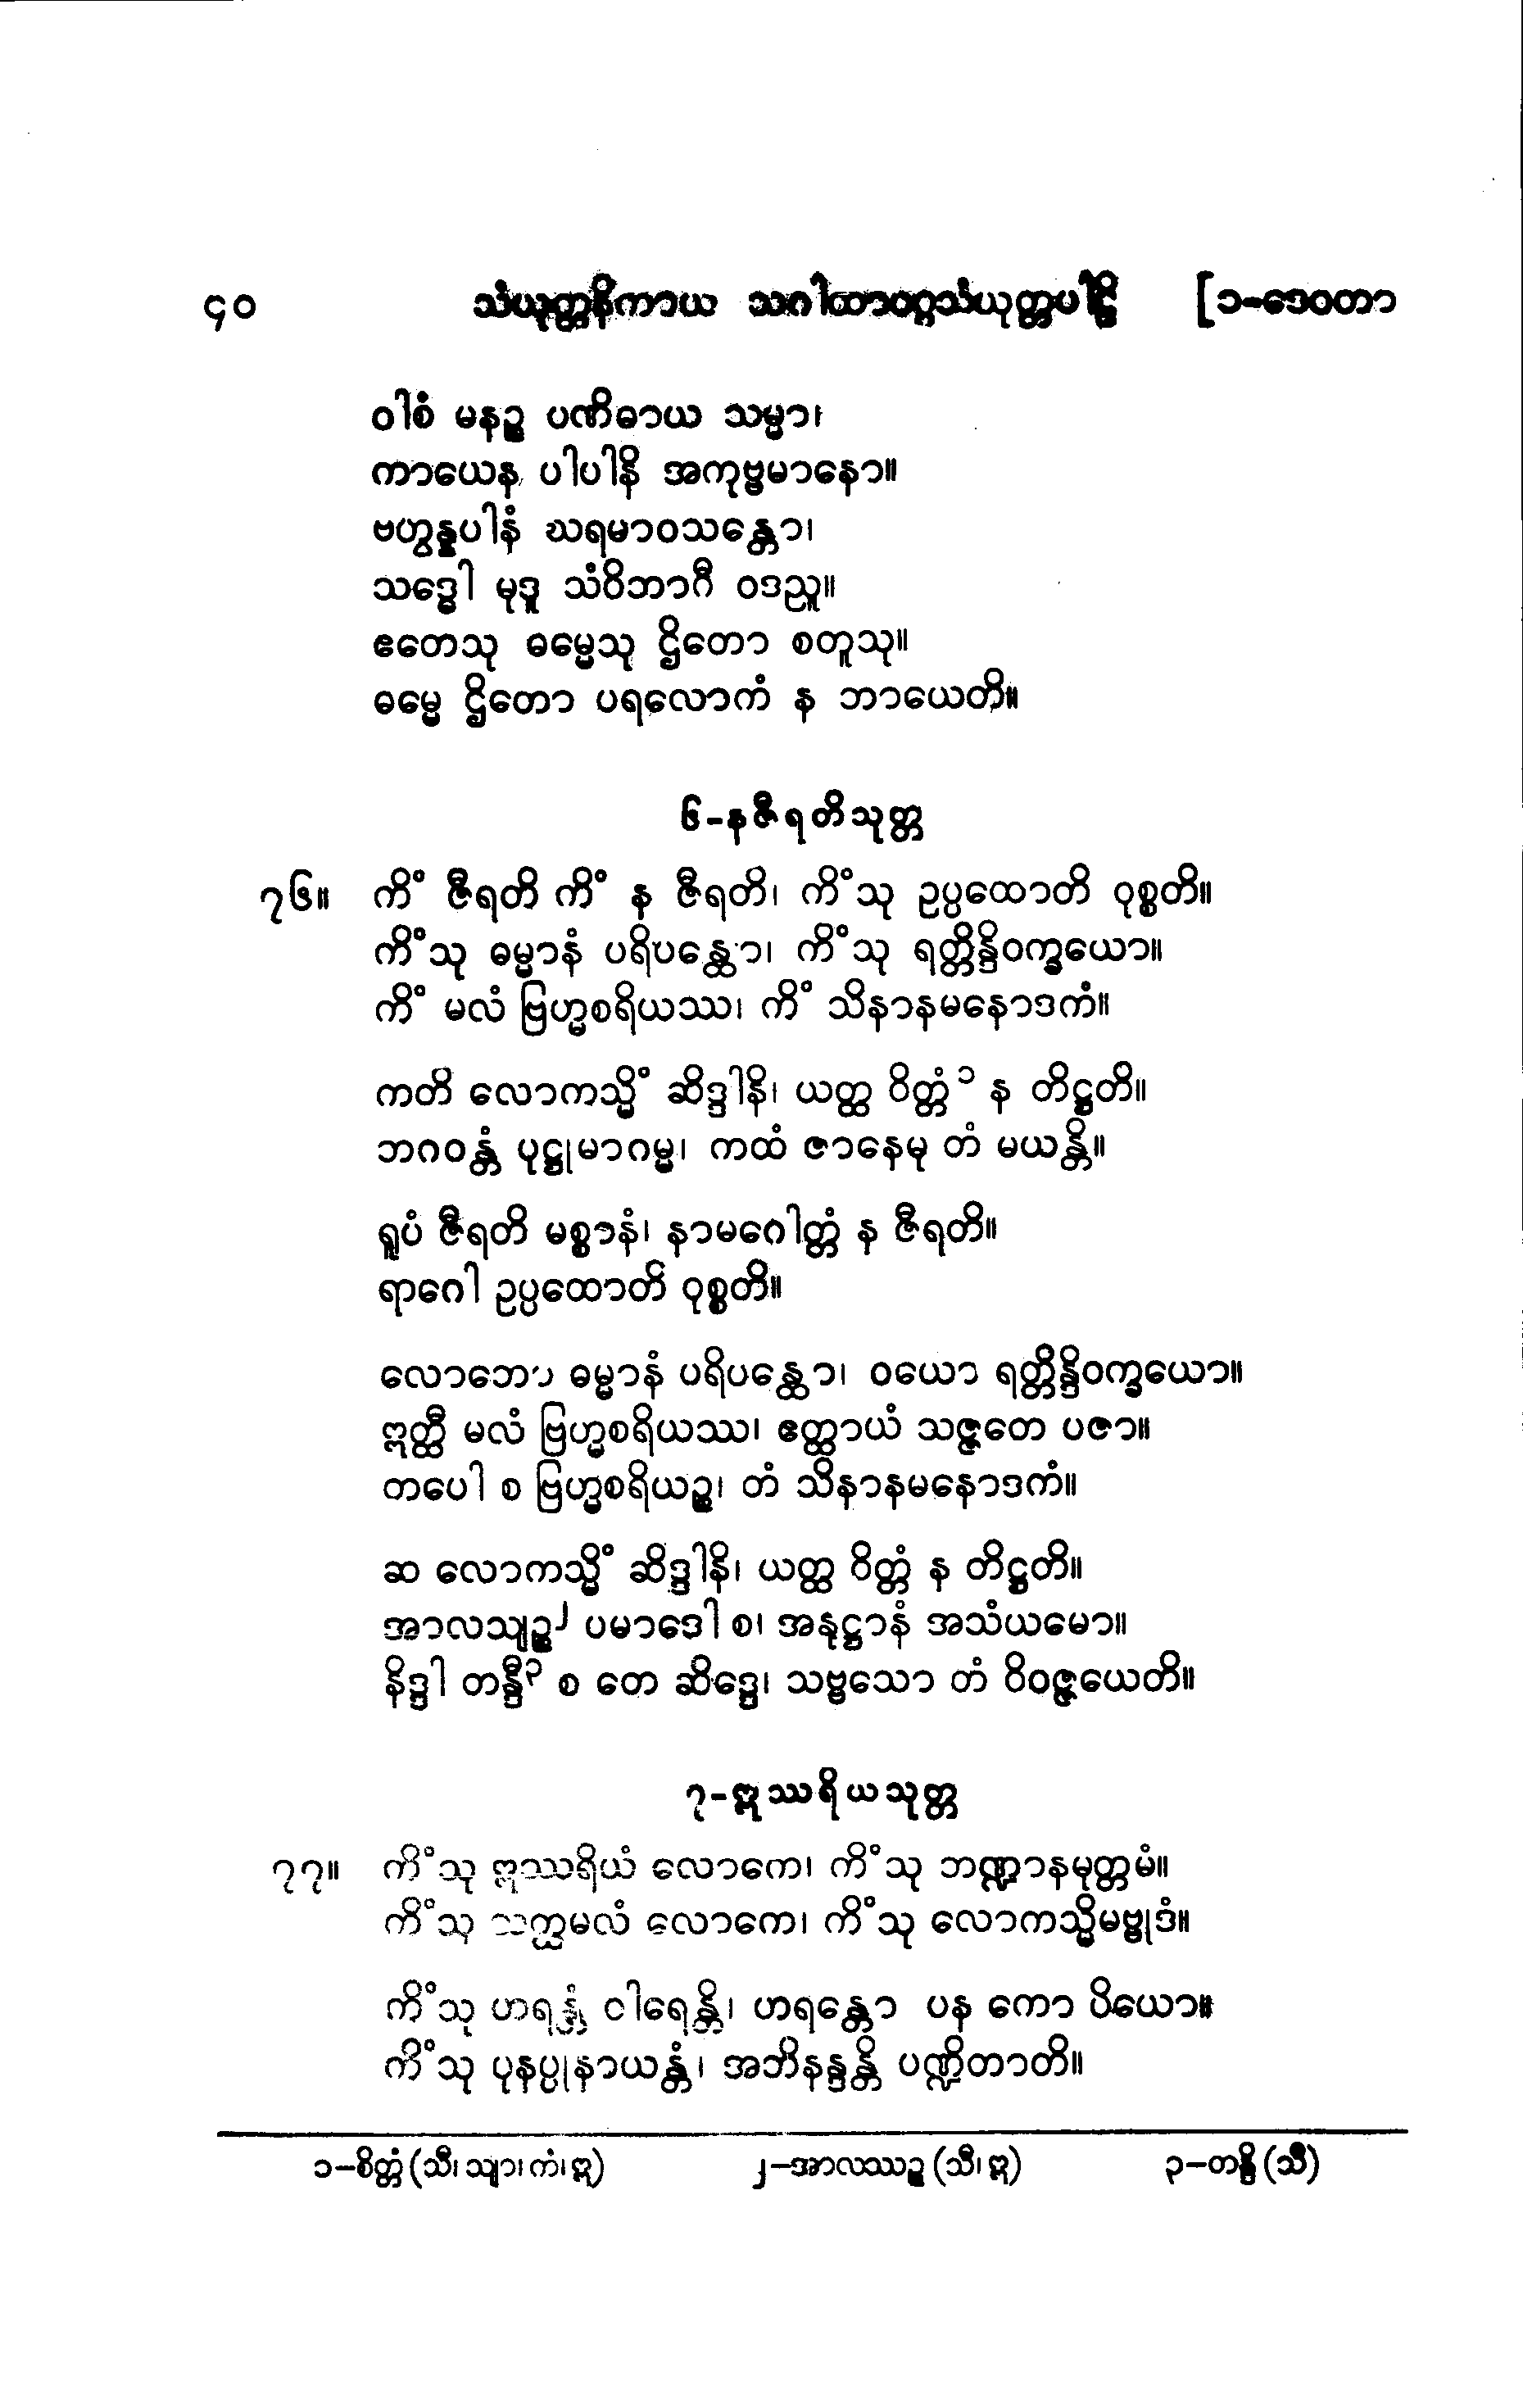 ၄၀ သံယုတ္တနိကာယ သဂါထာဝဂ္ဂသံယုတ္တပါဠိ [၁-ဒေဝတာ
ဝါစံ မနဉ္စ ပဏိဓာယ သမ္မာ၊
ကာယေန ပါပါနိ အကုဗ္ဗမာနော။
ဗဟွန္နပါနံ ဃရမာဝသန္တော၊
သဒ္ဓေါ မုဒူ သံဝိဘာဂီ ဝဒညူ။
ဧတေသု ဓမ္မေသု ဌိတော စတူသု။
ဓမ္မေ ဌိတော ပရလောကံ န ဘာယေတိ။
၆-နဇီရတိသုတ္တ
၇၆။ ကိံ ဇီရတိ ကိံ န ဇီရတိ၊ ကိံသု ဥပ္ပထောတိ ဝုစ္စတိ။
ကိံသု ဓမ္မာနံ ပရိပန္ထော၊ ကိံသု ရတ္တိန္ဒိဝက္ခယော။
ကိံ မလံ ဗြဟ္မစရိယဿ၊ ကိံ သိနာနမနောဒကံ။
ကတိ လောကသ္မိံ ဆိဒ္ဒါနိ၊ ယတ္ထ ဝိတ္တံ ၁ န တိဋ္ဌတိ။
ဘဂဝန္တံ ပုဋ္ဌုမာဂမ္မ၊ ကထံ ဇာနေမု တံ မယန္တိ။
ရူပံ ဇီရတိ မစ္စာနံ၊ နာမဂေါတ္တံ န ဇီရတိ။
ရာဂေါ ဥပ္ပထောတိ ဝုစ္စတိ။
လောဘော ဓမ္မာနံ ပရိပန္ထော၊ ဝယော ရတ္တိန္ဒိဝက္ခယော။
ဣတ္ထီ မလံ ဗြဟ္မစရိယဿ၊ ဧတ္ထာယံ သဇ္ဇတေ ပဇာ။
တပေါ စ ဗြဟ္မစရိယဉ္စ၊ တံ သိနာနမနောဒကံ။
ဆ လောကသ္မိံ ဆိဒ္ဒါနိ၊ ယတ္ထ ဝိတ္တံ န တိဋ္ဌတိ။
အာလသျဉ္စ ၂ ပမာဒေါ စ၊ အနုဋ္ဌာနံ အသံယမော။
နိဒ္ဒါ တန္ဒီ ၃ စ တေ ဆိဒ္ဒေ၊ သဗ္ဗသော တံ ဝိဝဇ္ဇယေတိ။
၇-ဣဿရိယသုတ္တ
၇၇။ ကိံသု ဣဿရိယံ လောကေ၊ ကိံသု ဘဏ္ဍာနမုတ္တမံ။
ကိံသု သတ္ထမလံ လောကေ၊ ကိံသု လောကသ္မိမဗ္ဗုဒံ။
ကိံသု ဟရန္တံ ဝါရေန္တိ၊ ဟရန္တော ပန ကော ပိယော။
ကိံသု ပုနပ္ပုနာယန္တံ၊ အဘိနန္ဒန္တိ ပဏ္ဍိတာတိ။
၁–စိတ္တံ (သီ၊ သျာ၊ ကံ၊ ဣ) ၂–အာလဿဉ္စ (သီ၊ ဣ) ၃–တန္ဒိ (သီ)